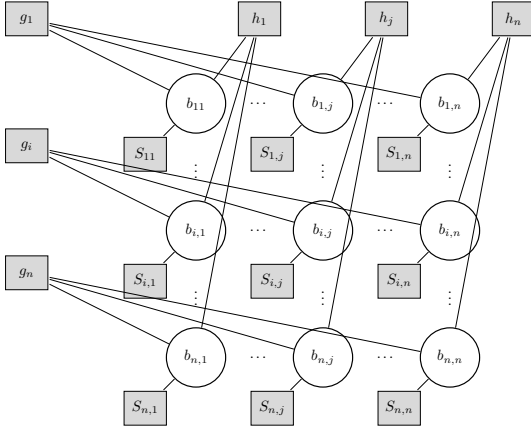 g₁ h₁ hⱼ hₙ
b₁₁ ··· b₁,ⱼ ··· b₁,ₙ
gᵢ S₁₁ S₁,ⱼ S₁,ₙ
⋮ ⋮ ⋮
bᵢ,₁ ··· bᵢ,ⱼ ··· bᵢ,ₙ
gₙ Sᵢ,₁ Sᵢ,ⱼ Sᵢ,ₙ
⋮ ⋮ ⋮
bₙ,₁ ··· bₙ,ⱼ ··· bₙ,ₙ
Sₙ,₁ Sₙ,ⱼ Sₙ,ₙ